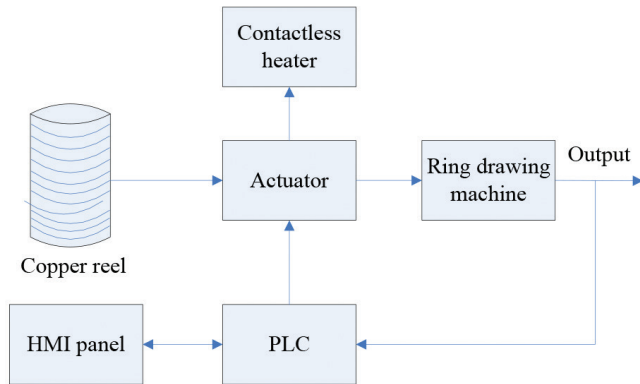 Contactless
heater
Actuator
Ring drawing
machine
Output
Copper reel
HMI panel
PLC